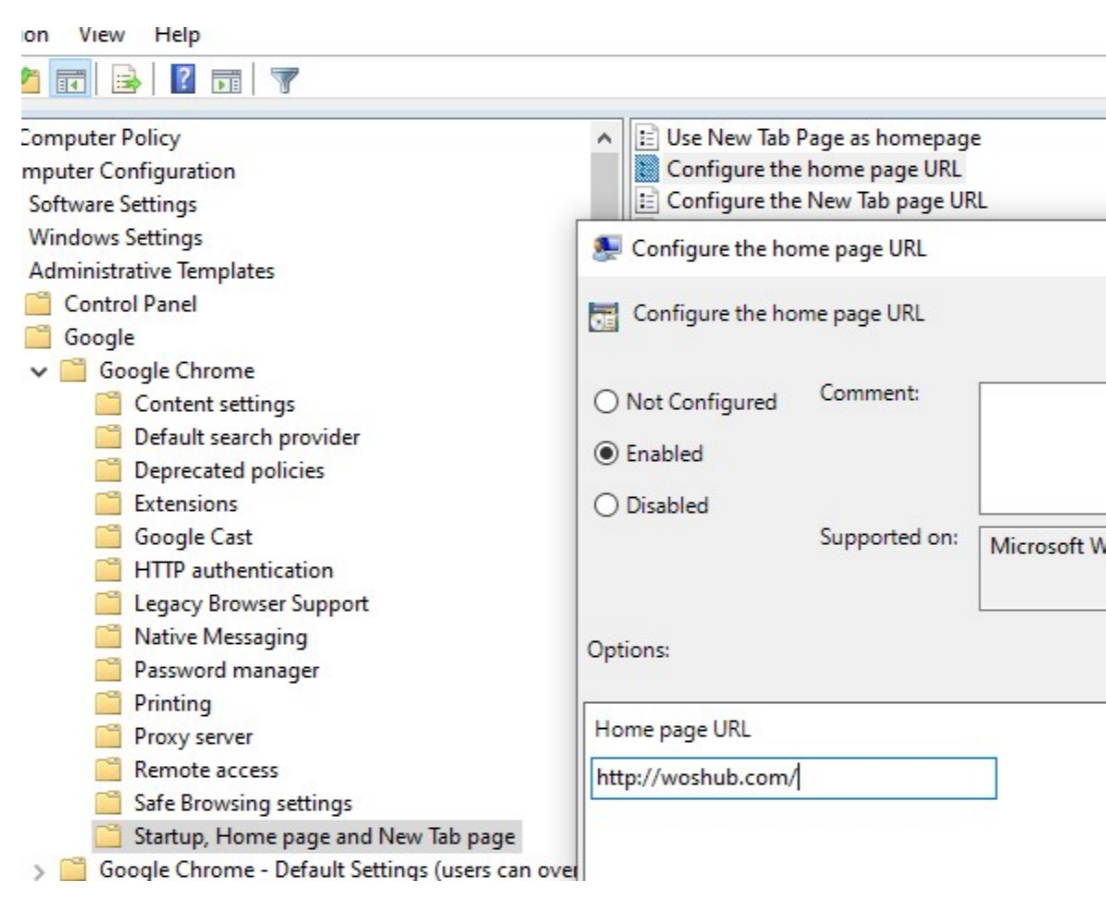 ion View Help
Computer Policy
mputer Configuration
Software Settings
Windows Settings
Administrative Templates
Control Panel
Google
Google Chrome
Content settings
Default search provider
Deprecated policies
Extensions
Google Cast
HTTP authentication
Legacy Browser Support
Native Messaging
Password manager
Printing
Proxy server
Remote access
Safe Browsing settings
Startup, Home page and New Tab page
Google Chrome - Default Settings (users can over
Use New Tab Page as homepage
Configure the home page URL
Configure the New Tab page URL
Configure the home page URL
Configure the home page URL
Not Configured
Enabled
Disabled
Comment:
Supported on:
Microsoft W
Options:
Home page URL
http://woshub.com/